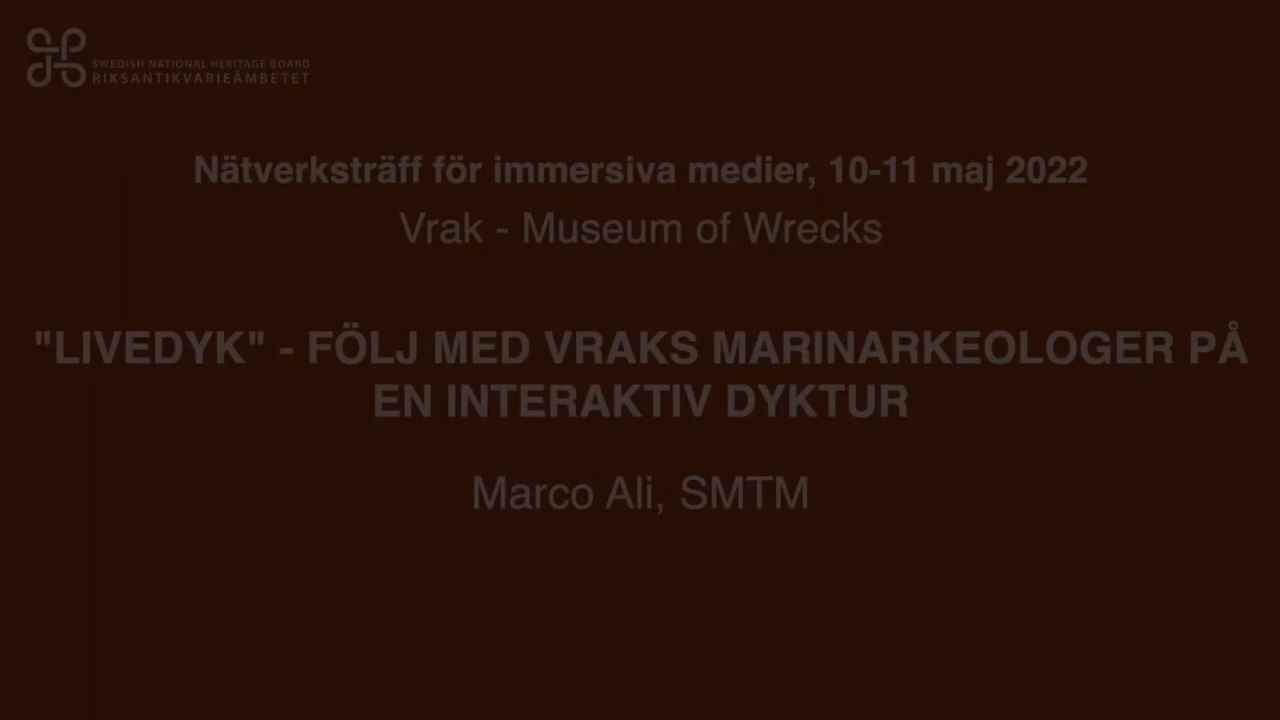 SWEDISH NATIONAL HERITAGE BOARD
RIKSANTIKVARIEÄMBETET
Nätverksträff för immersiva medier, 10-11 maj 2022
Vrak - Museum of Wrecks
"LIVEDYK" - FÖLJ MED VRAKS MARINARKEOLOGER PÅ
EN INTERAKTIV DYKTUR
Marco Ali, SMTM